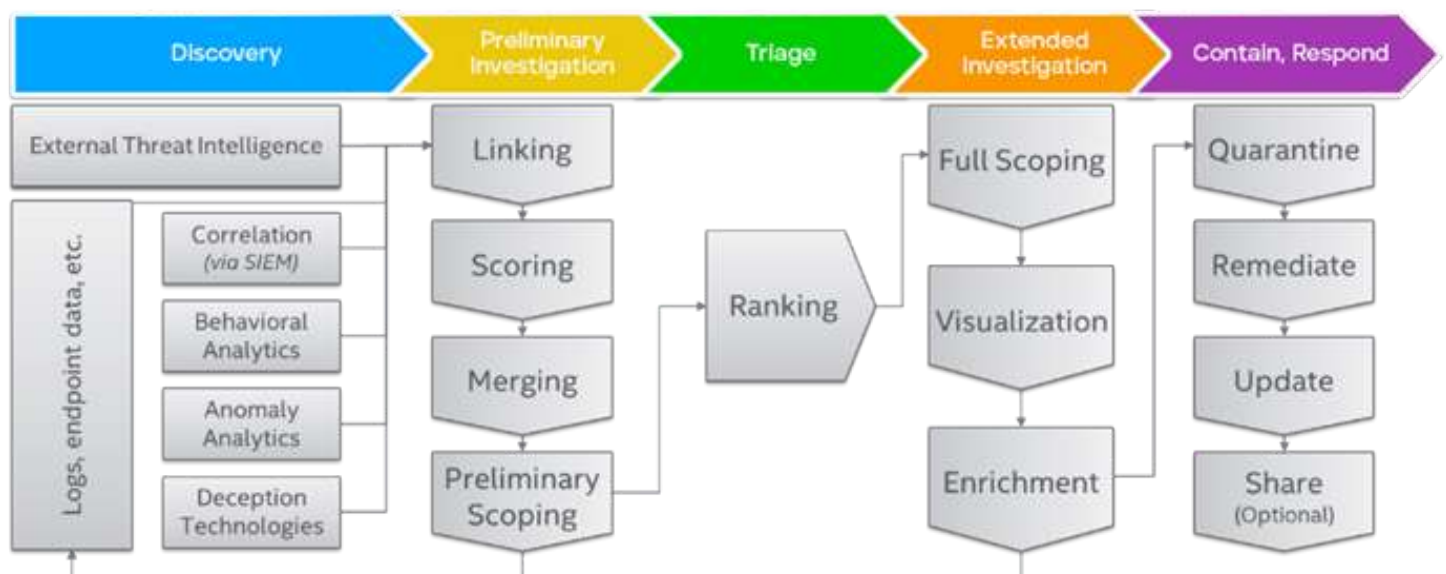 Discovery
Preliminary
Investigation
Triage
Extended
Investigation
Contain, Respond
External Threat Intelligence
Logs, endpoint data, etc.
Correlation
(via SIEM)
Behavioral
Analytics
Anomaly
Analytics
Deception
Technologies
Linking
Scoring
Merging
Preliminary
Scoping
Ranking
Full Scoping
Visualization
Enrichment
Quarantine
Remediate
Update
Share
(Optional)